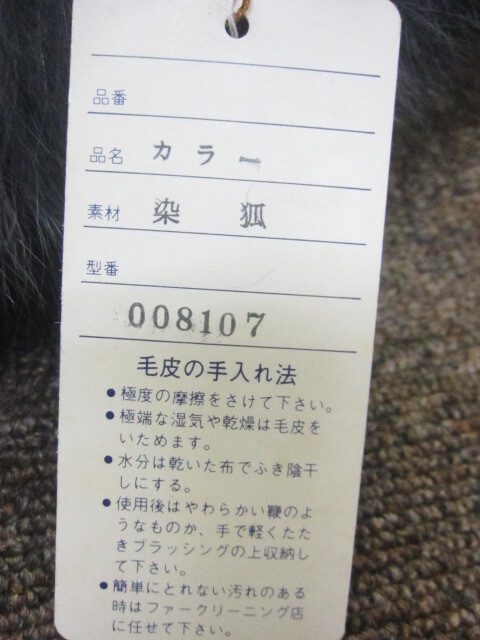 品番
品名 カラー
素材 染 狐
型番
008107
毛皮の手入れ法
●極度の摩擦をさけて下さい。
●極端な湿気や乾燥は毛皮を
いためます。
●水分は乾いた布でふき陰干
しにする。
●使用後はやわらかい鞭のよ
うなものか、手で軽くたた
きブラッシングの上収納し
て下さい。
●簡単にとれない汚れのある
時はファークリーニング店
に任せて下さい。